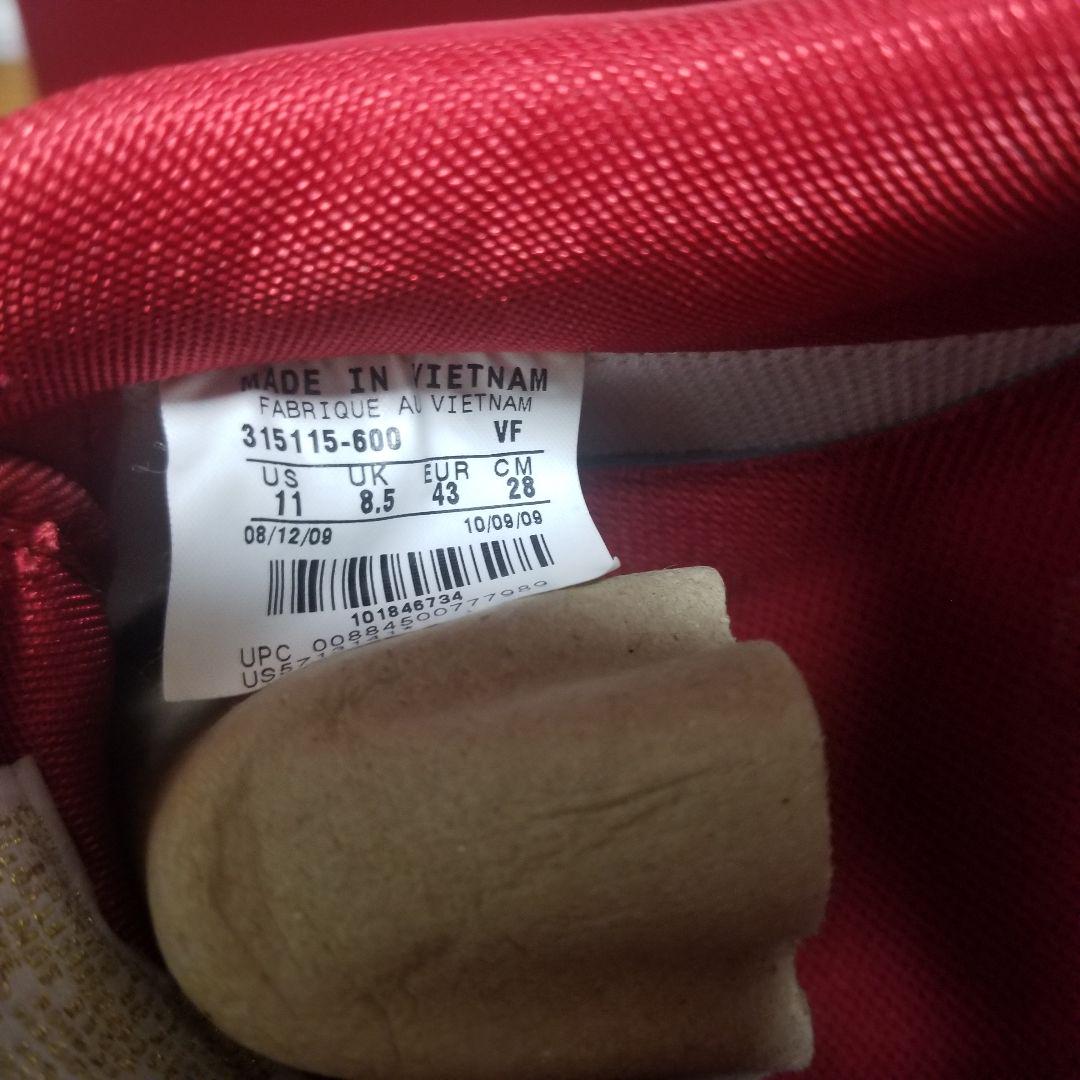 MADE IN VIETNAM
FABRIQUE AU VIETNAM
315115-600 VF
US UK EUR CM
11 8.5 43 28
08/12/09 10/09/09
101846734
UPC 00884500777989